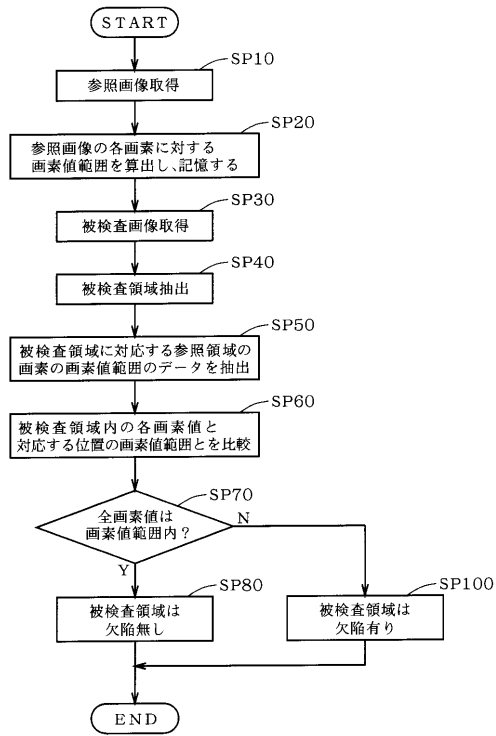 START
SP10
参照画像取得
SP20
参照画像の各画素に対する
画素値範囲を算出し、記憶する
SP30
被検査画像取得
SP40
被検査領域抽出
SP50
被検査領域に対応する参照領域の
画素の画素値範囲のデータを抽出
SP60
被検査領域内の各画素値と
対応する位置の画素値範囲とを比較
SP70
全画素値は
画素値範囲内？
N
Y
SP80
被検査領域は
欠陥無し
SP100
被検査領域は
欠陥有り
END